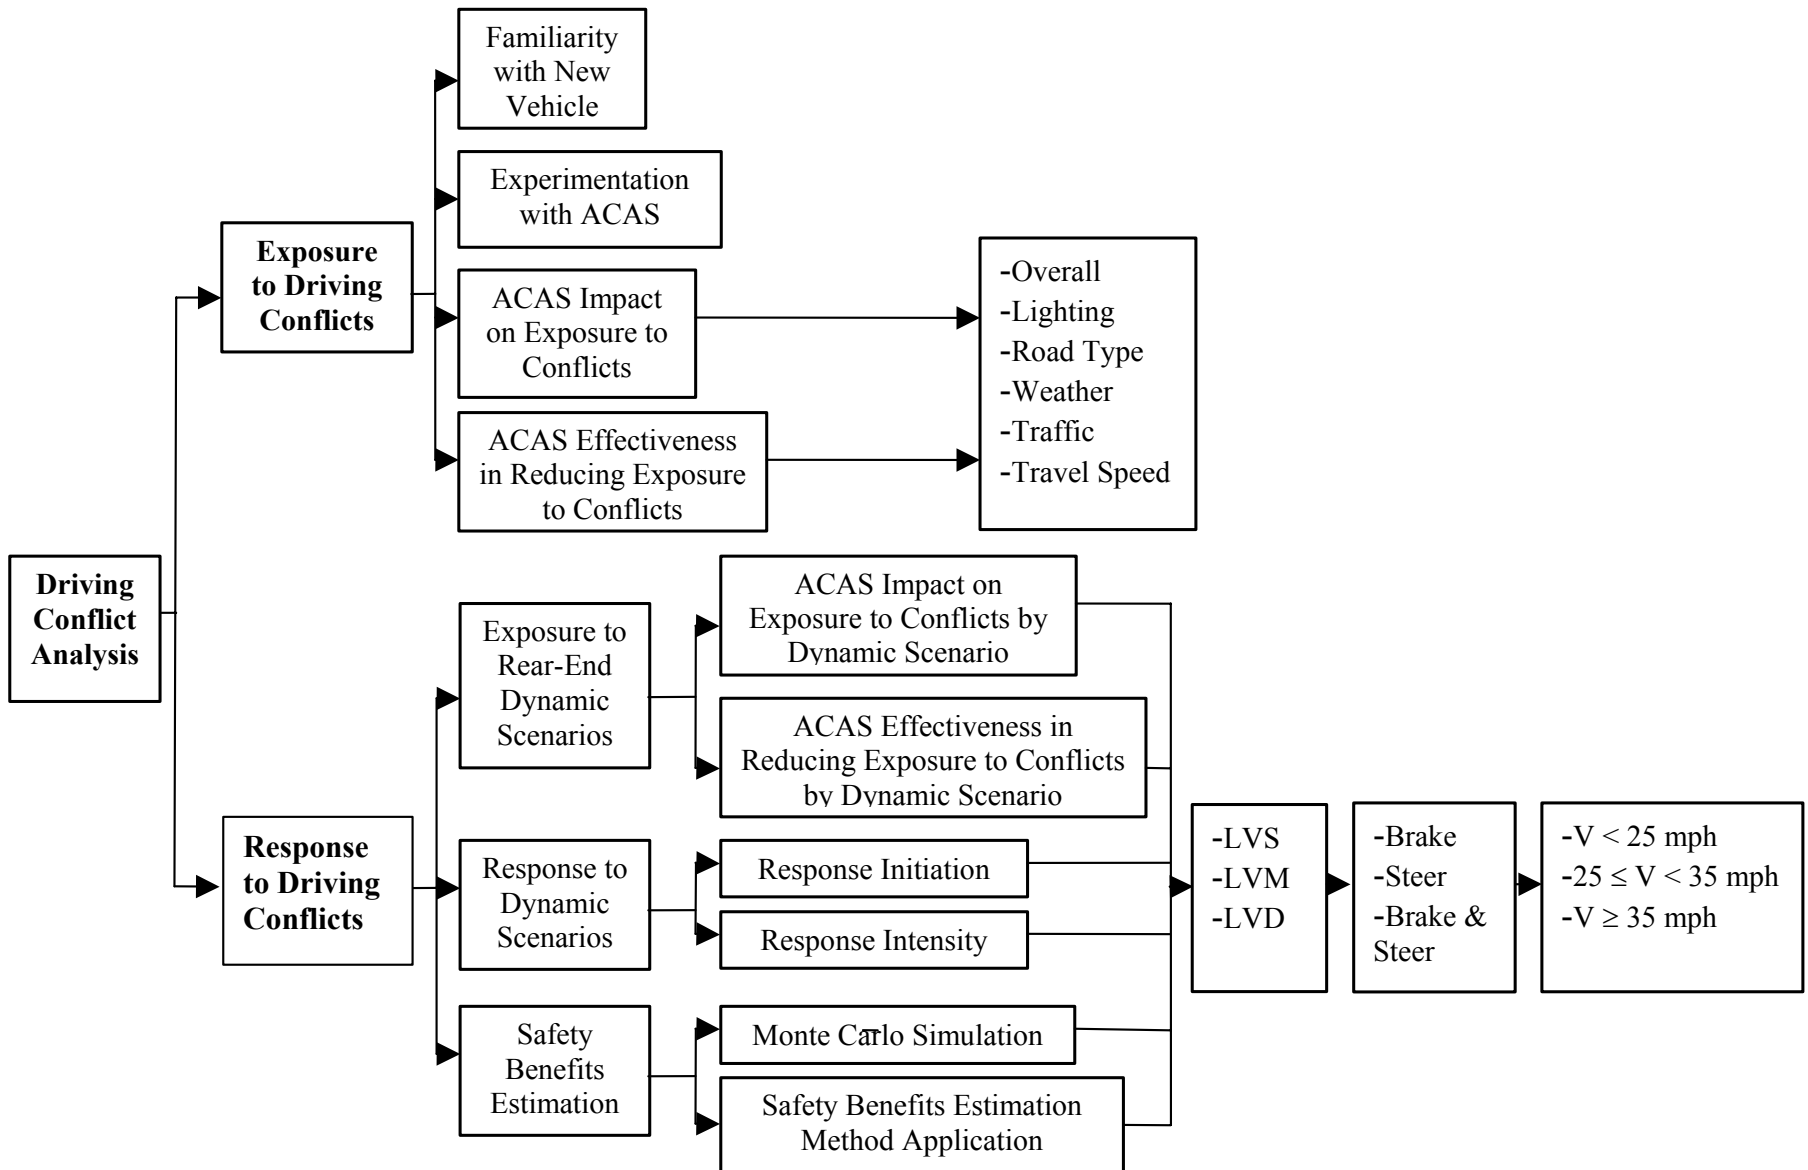 Familiarity
with New
Vehicle
Experimentation
with ACAS
Exposure
to Driving
Conflicts
ACAS Impact
on Exposure to
Conflicts
ACAS Effectiveness
in Reducing Exposure
to Conflicts
-Overall
-Lighting
-Road Type
-Weather
-Traffic
-Travel Speed
Driving
Conflict
Analysis
Exposure to
Rear-End
Dynamic
Scenarios
ACAS Impact on
Exposure to Conflicts by
Dynamic Scenario
ACAS Effectiveness in
Reducing Exposure to Conflicts
by Dynamic Scenario
Response
to Driving
Conflicts
Response to
Dynamic
Scenarios
Response Initiation
Response Intensity
Safety
Benefits
Estimation
Monte Carlo Simulation
Safety Benefits Estimation
Method Application
-LVS
-LVM
-LVD
-Brake
-Steer
-Brake &
Steer
-V < 25 mph
-25 ≤ V < 35 mph
-V ≥ 35 mph